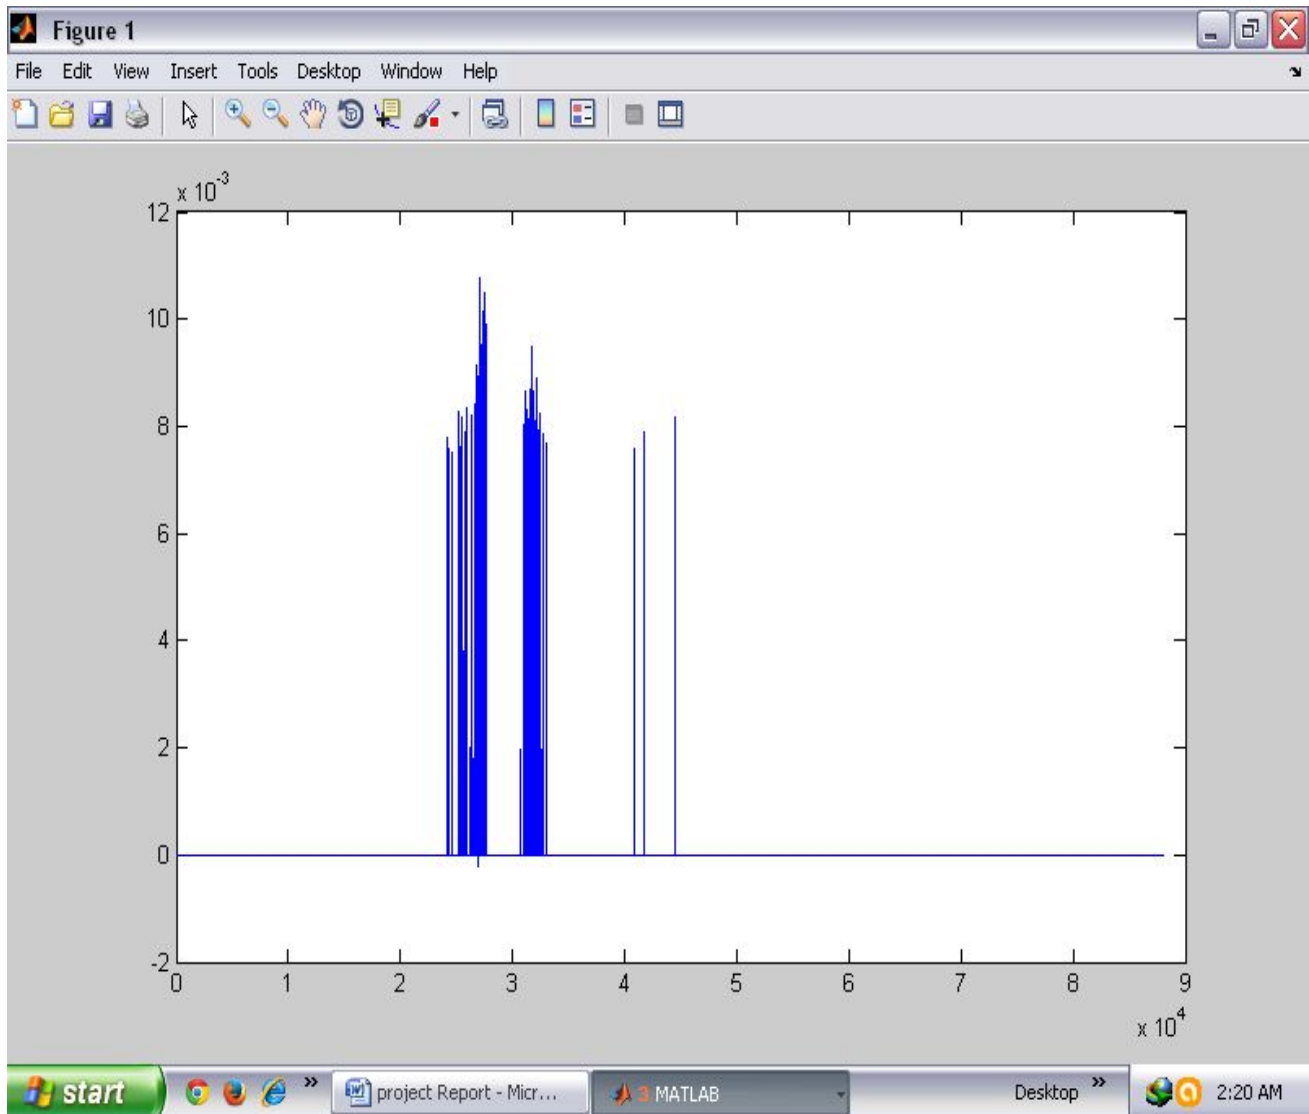 Figure 1
File Edit View Insert Tools Desktop Window Help
x 10^-3
12
10
8
6
4
2
0
-2
0 1 2 3 4 5 6 7 8 9
x 10^4
start » project Report - Micr... 3 MATLAB Desktop » 2:20 AM